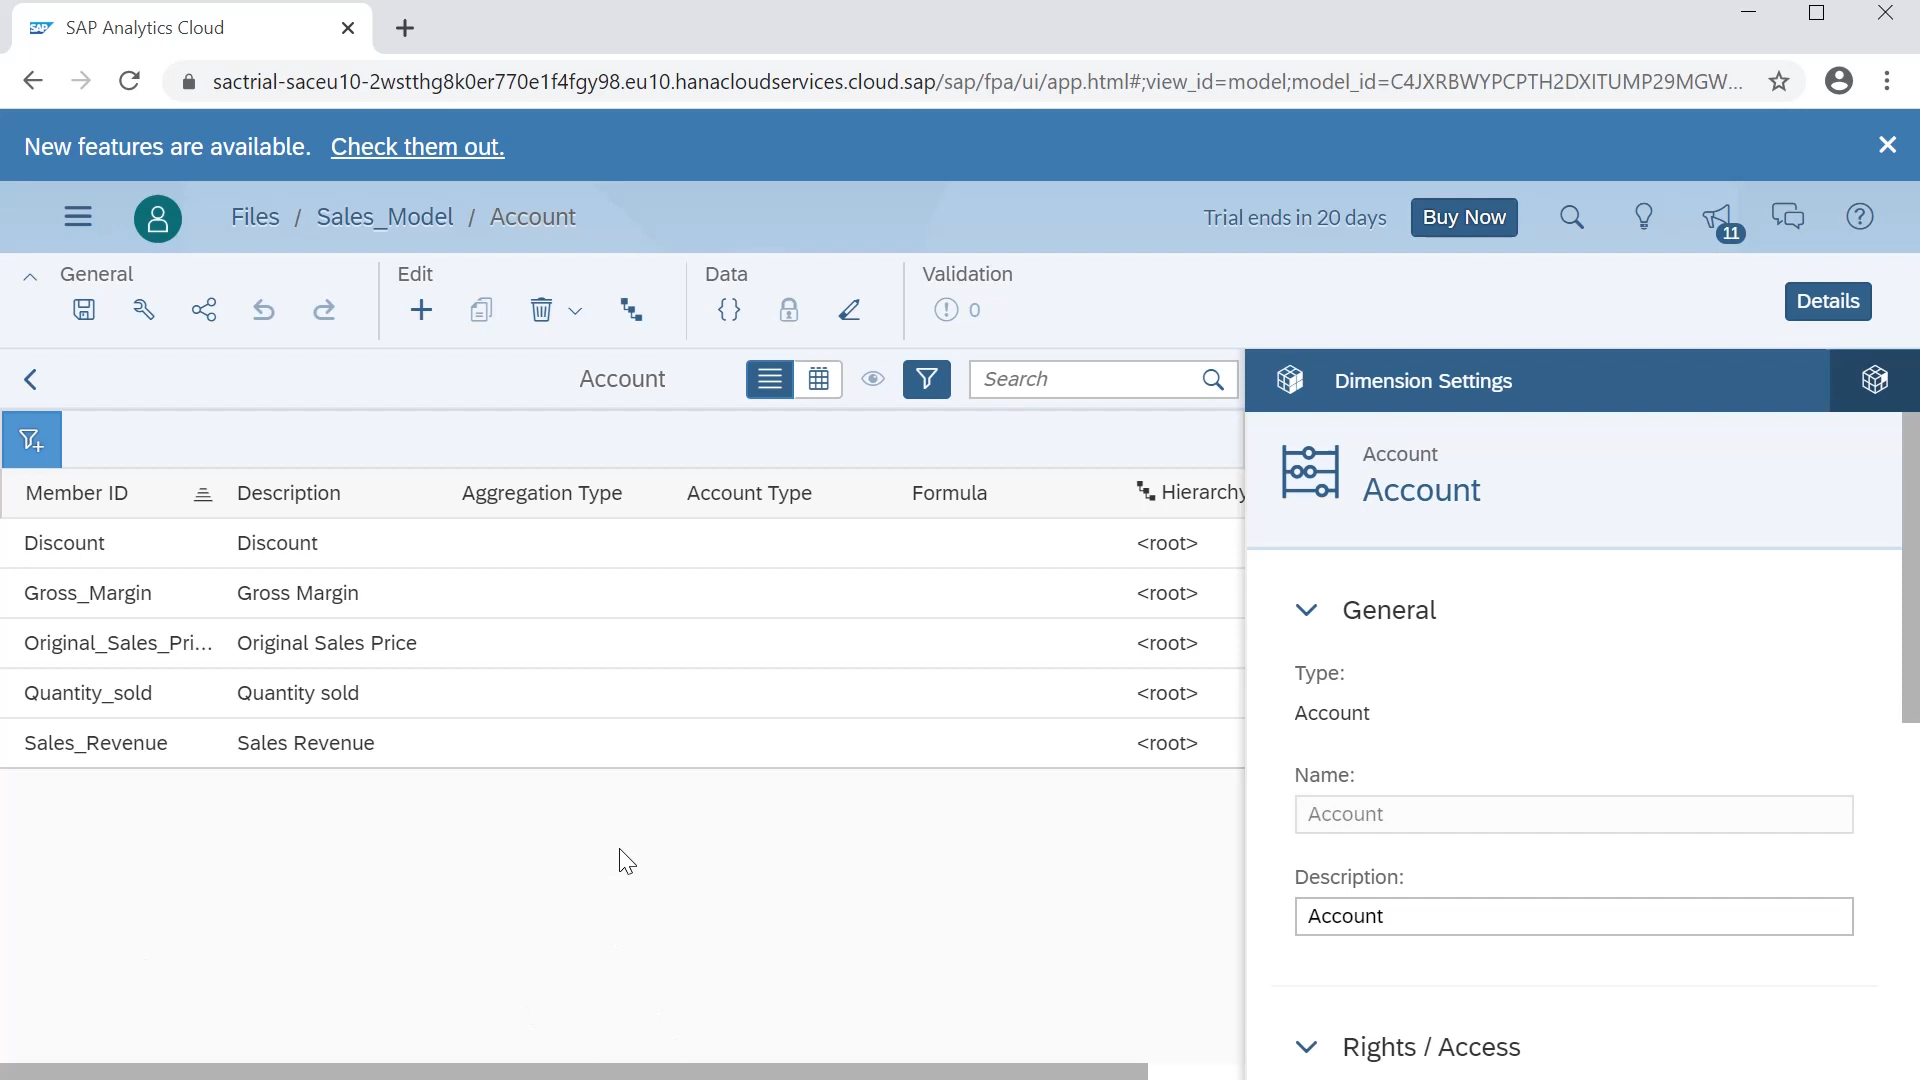 SAP SAP Analytics Cloud
sactrial-saceu10-2wstthg8k0er770e1f4fgy98.eu10.hanacloudservices.cloud.sap/sap/fpa/ui/app.html#;view_id=model;model_id=C4JXRBWYPCPTH2DXITUMP29MGW...
New features are available. Check them out.
Files / Sales_Model / Account
Trial ends in 20 days Buy Now 11
General Edit Data Validation
0
Details
Account Search
Dimension Settings
Account
Account
Member ID Description Aggregation Type Account Type Formula Hierarchy
Discount Discount <root>
Gross_Margin Gross Margin <root>
Original_Sales_Pri... Original Sales Price <root>
Quantity_sold Quantity sold <root>
Sales_Revenue Sales Revenue <root>
General
Type:
Account
Name:
Account
Description:
Account
Rights / Access